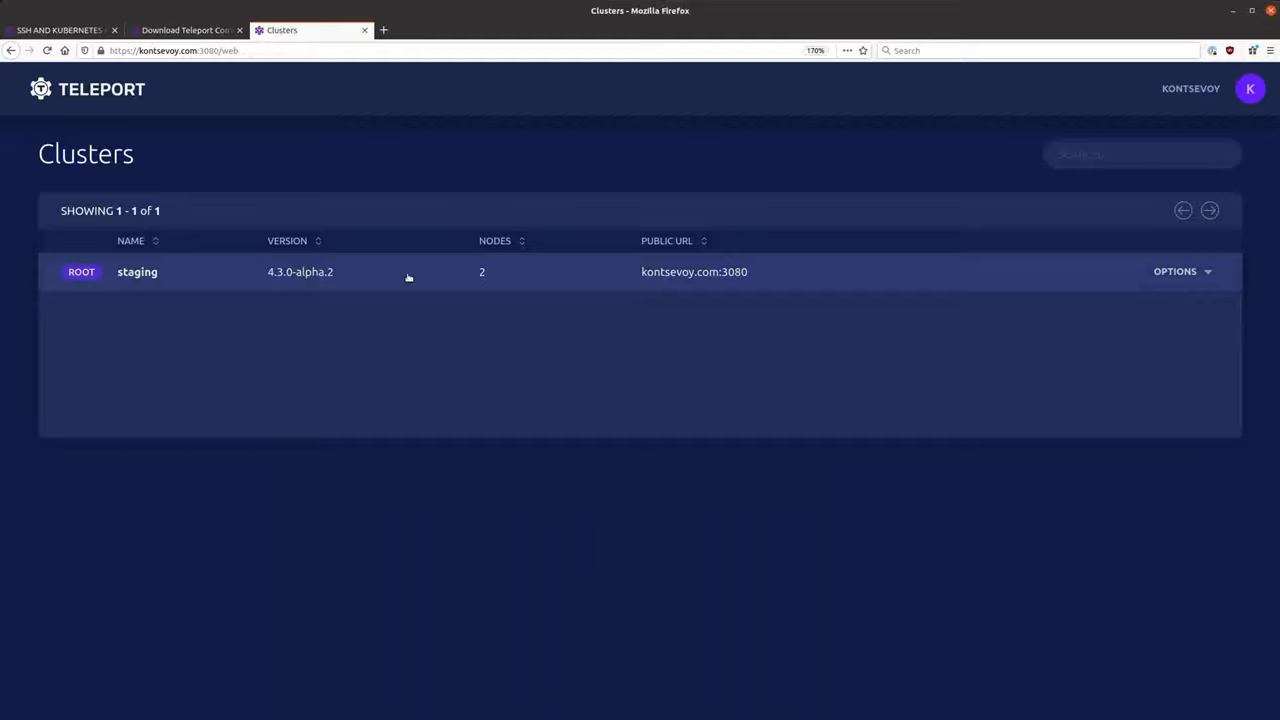 Clusters - Mozilla Firefox
SSH AND KUBERNETES
Download Teleport Com
Clusters
https://kontsevoy.com:3080/web
170%
Search
TELEPORT
KONTSEVOY
K
Clusters
SHOWING 1 - 1 of 1
NAME VERSION NODES PUBLIC URL
ROOT staging 4.3.0-alpha.2 2 kontsevoy.com:3080 OPTIONS